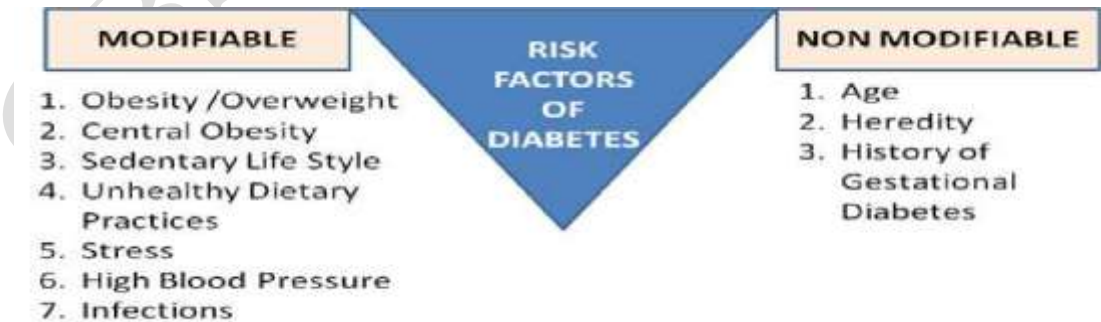 MODIFIABLE
1. Obesity /Overweight
2. Central Obesity
3. Sedentary Life Style
4. Unhealthy Dietary
Practices
5. Stress
6. High Blood Pressure
7. Infections
RISK
FACTORS
OF
DIABETES
NON MODIFIABLE
1. Age
2. Heredity
3. History of
Gestational
Diabetes